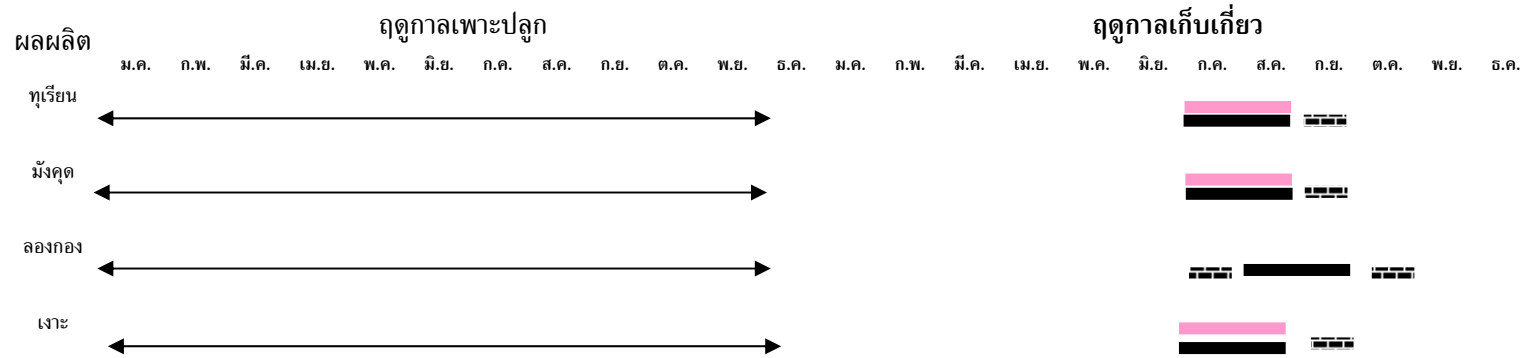 ผลผลิต ฤดูกาลเพาะปลูก ฤดูกาลเก็บเกี่ยว
ม.ค. ก.พ. มี.ค. เม.ย. พ.ค. มิ.ย. ก.ค. ส.ค. ก.ย. ต.ค. พ.ย. ธ.ค. ม.ค. ก.พ. มี.ค. เม.ย. พ.ค. มิ.ย. ก.ค. ส.ค. ก.ย. ต.ค. พ.ย. ธ.ค.
ทุเรียน
มังคุด
ลองกอง
เงาะ